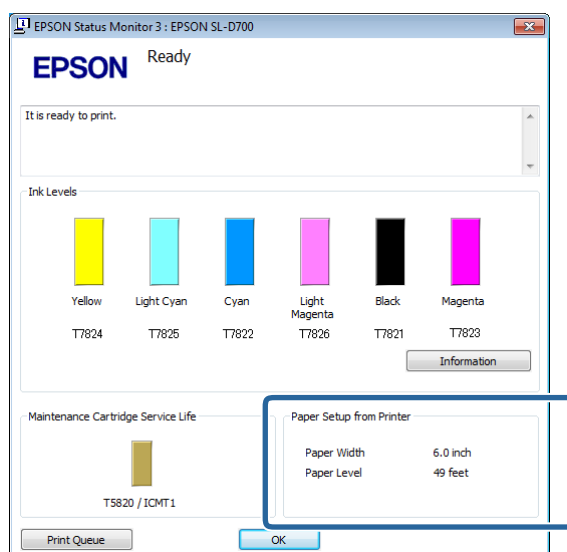 EPSON Status Monitor 3 : EPSON SL-D700
EPSON
Ready
It is ready to print.
Ink Levels
Yellow Light Cyan Cyan Light Magenta Black Magenta
T7824 T7825 T7822 T7826 T7821 T7823
Information
Maintenance Cartridge Service Life
T5820 / ICMT1
Paper Setup from Printer
Paper Width 6.0 inch
Paper Level 49 feet
Print Queue
OK